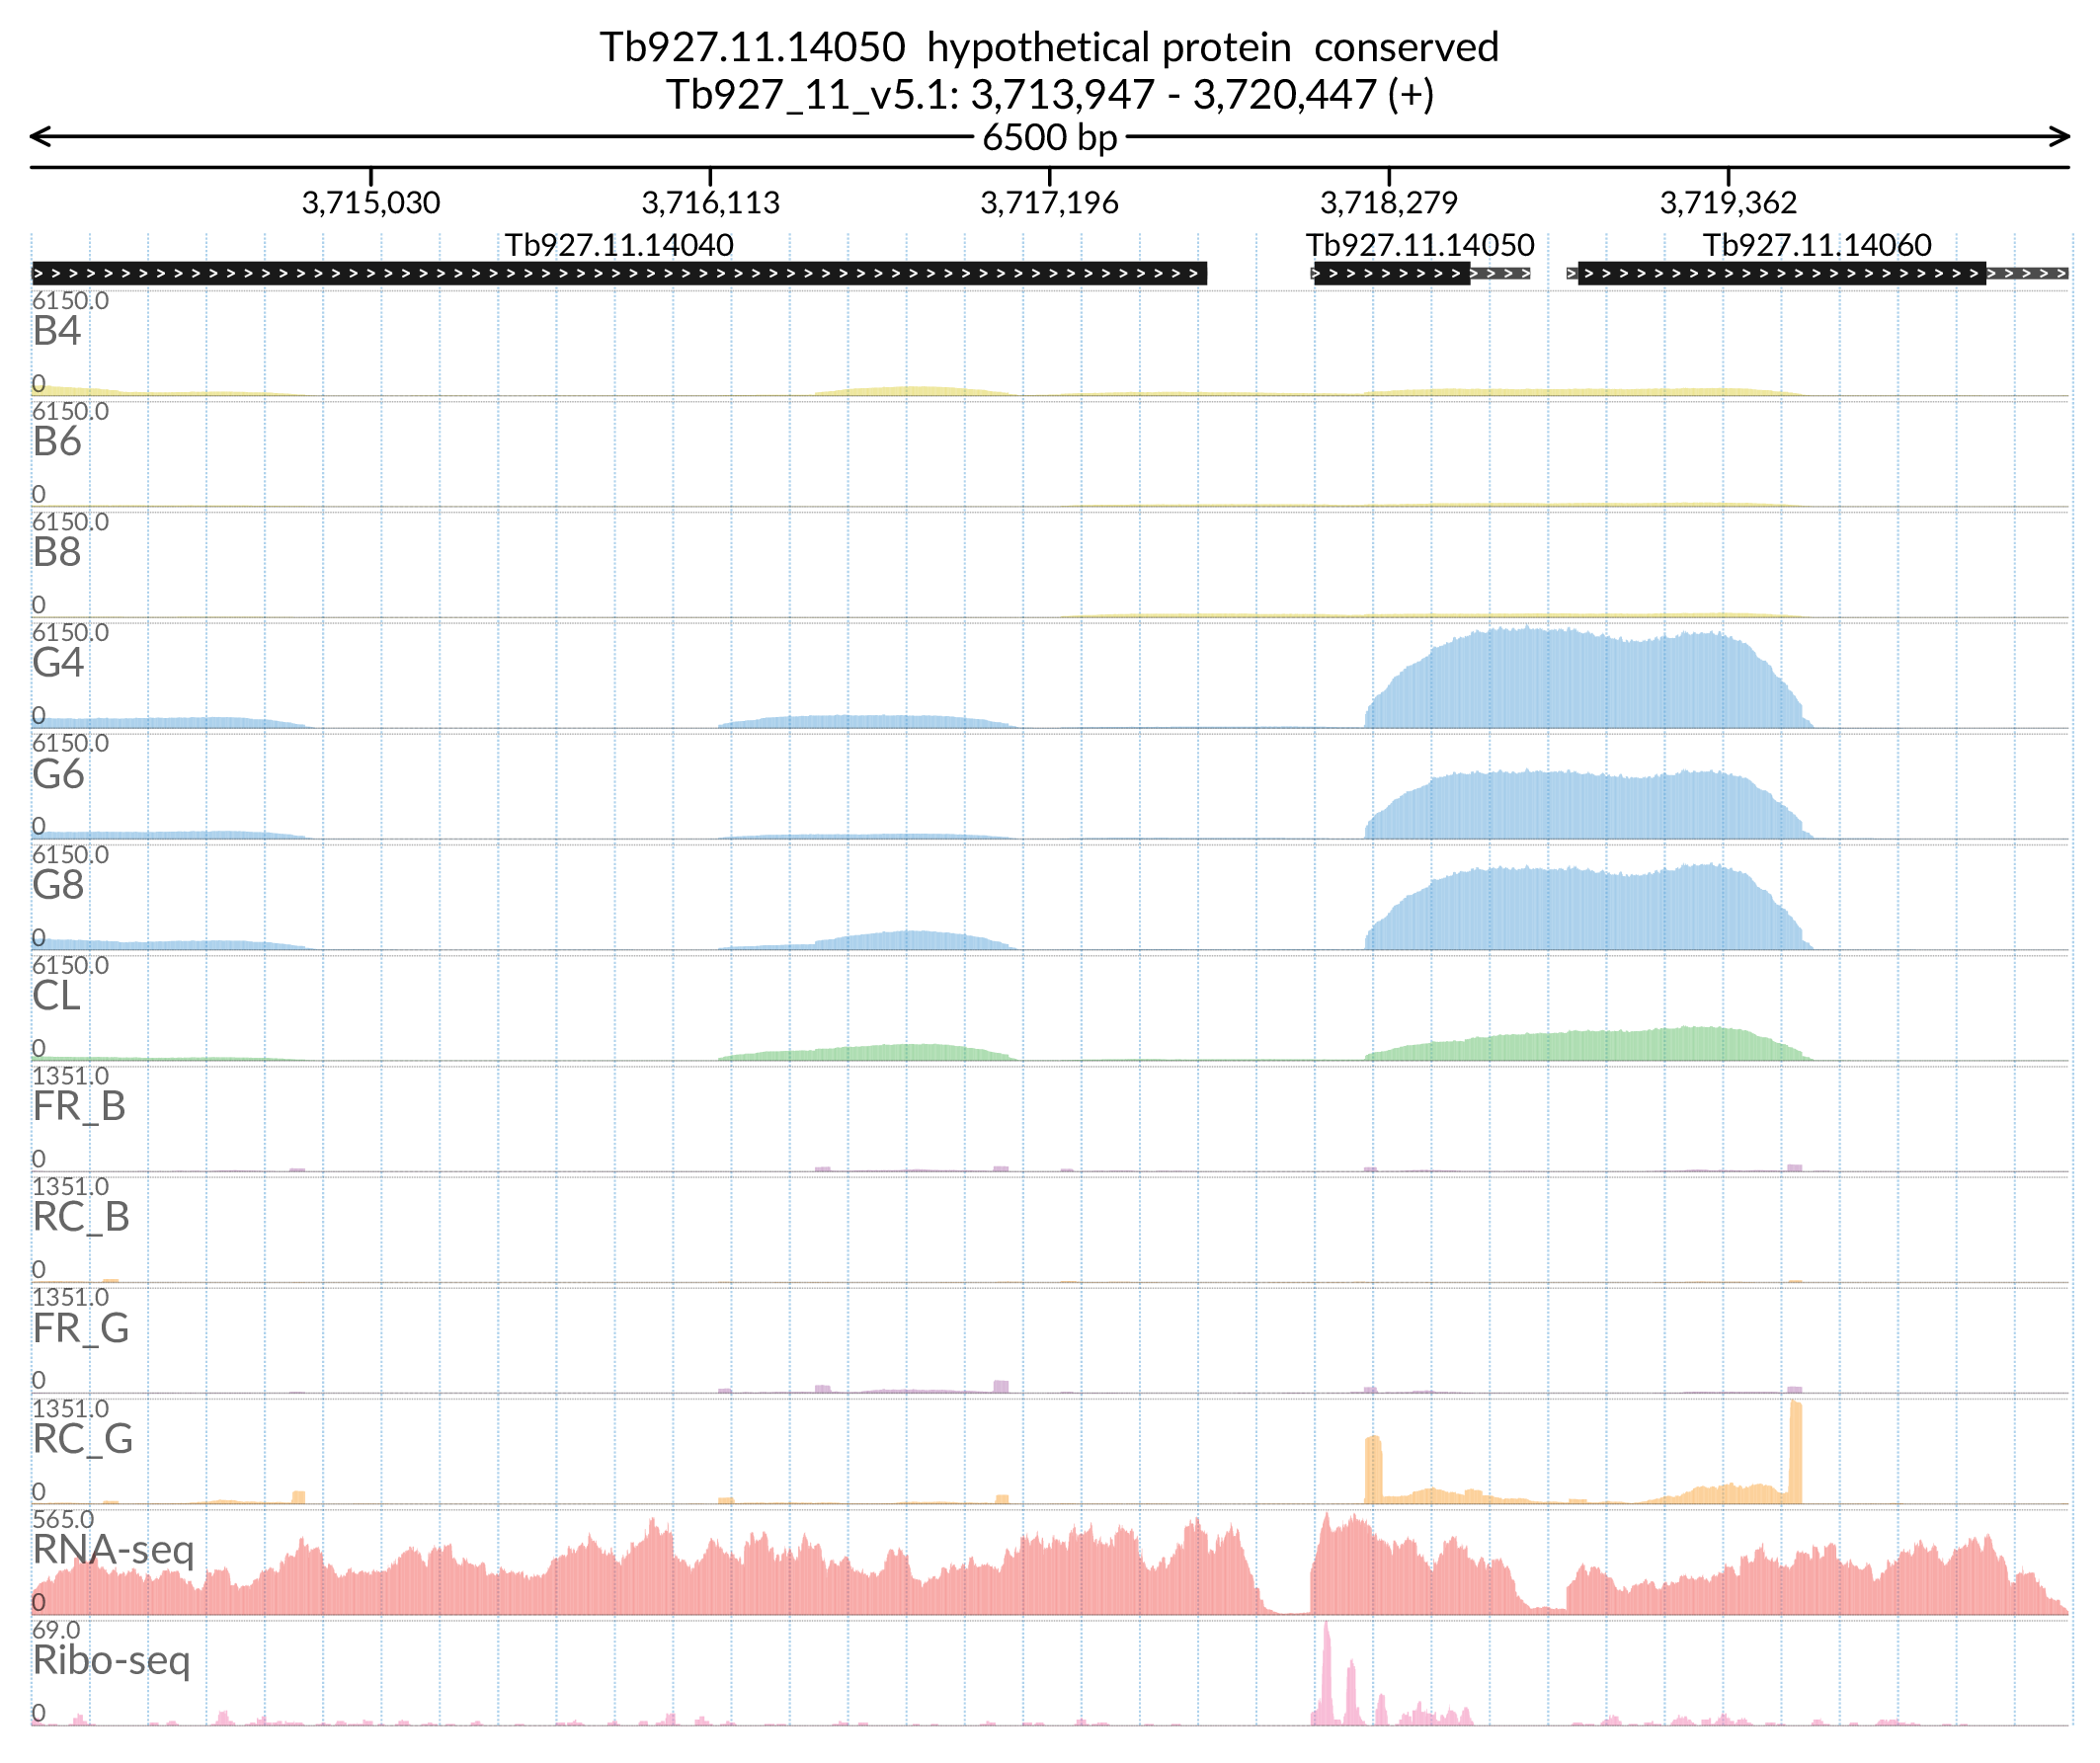 Tb927.11.14050 hypothetical protein conserved
Tb927_11_v5.1: 3,713,947 - 3,720,447 (+)
6500 bp
3,715,030 3,716,113 3,717,196 3,718,279 3,719,362
Tb927.11.14040 Tb927.11.14050 Tb927.11.14060
6150.0
B4
0
6150.0
B6
0
6150.0
B8
0
6150.0
G4
0
6150.0
G6
0
6150.0
G8
0
6150.0
CL
0
1351.0
FR_B
0
1351.0
RC_B
0
1351.0
FR_G
0
1351.0
RC_G
0
565.0
RNA-seq
0
69.0
Ribo-seq
0